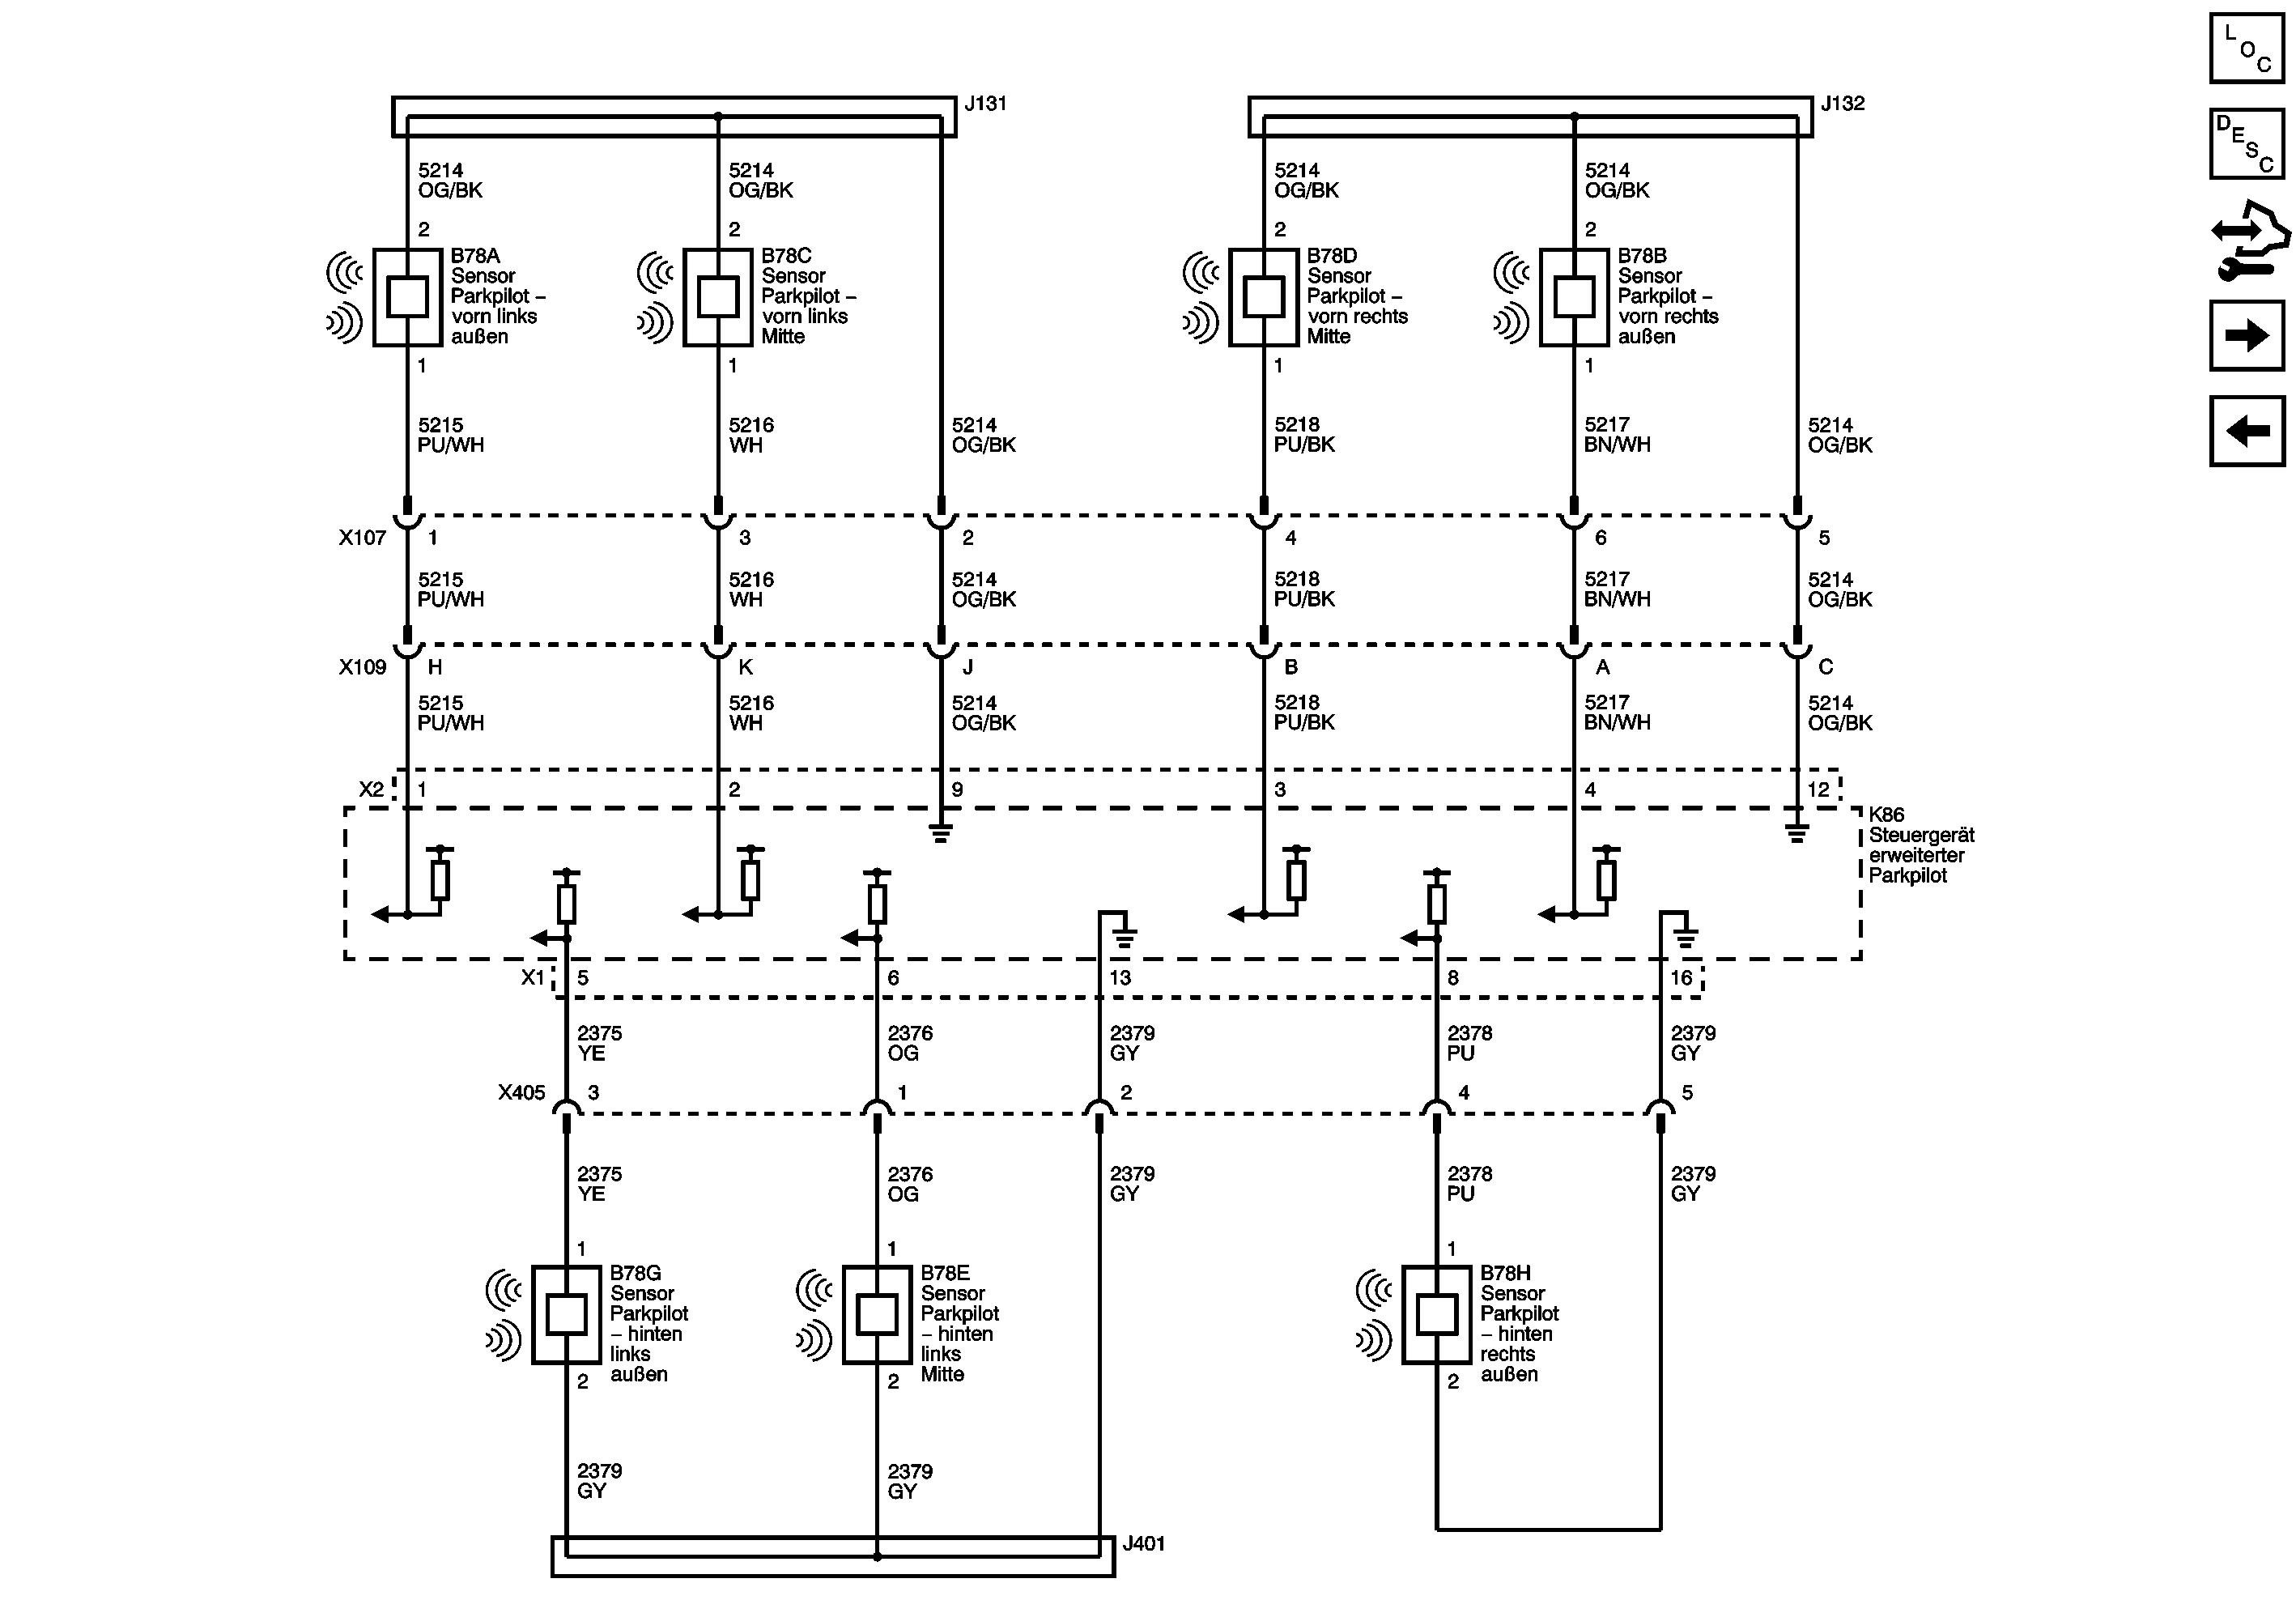 L
O
C
J131
J132
D
E
S
C
5214
OG/BK
5214
OG/BK
5214
OG/BK
5214
OG/BK
2
2
2
2
B78A
Sensor
Parkpilot –
vorn links
außen
B78C
Sensor
Parkpilot –
vorn links
Mitte
B78D
Sensor
Parkpilot –
vorn rechts
Mitte
B78B
Sensor
Parkpilot –
vorn rechts
außen
1
1
1
1
5215
PU/WH
5216
WH
5214
OG/BK
5218
PU/BK
5217
BN/WH
5214
OG/BK
X107
1
3
2
4
6
5
5215
PU/WH
5216
WH
5214
OG/BK
5218
PU/BK
5217
BN/WH
5214
OG/BK
X109
H
K
J
B
A
C
5215
PU/WH
5216
WH
5214
OG/BK
5218
PU/BK
5217
BN/WH
5214
OG/BK
X2
1
2
9
3
4
12
K86
Steuergerät
erweiterter
Parkpilot
X1
5
6
13
8
16
2375
YE
2376
OG
2379
GY
2378
PU
2379
GY
X405
3
1
2
4
5
2375
YE
2376
OG
2379
GY
2378
PU
2379
GY
1
1
1
B78G
Sensor
Parkpilot
– hinten
links
außen
B78E
Sensor
Parkpilot
– hinten
links
Mitte
B78H
Sensor
Parkpilot
– hinten
rechts
außen
2
2
2
2379
GY
2379
GY
J401